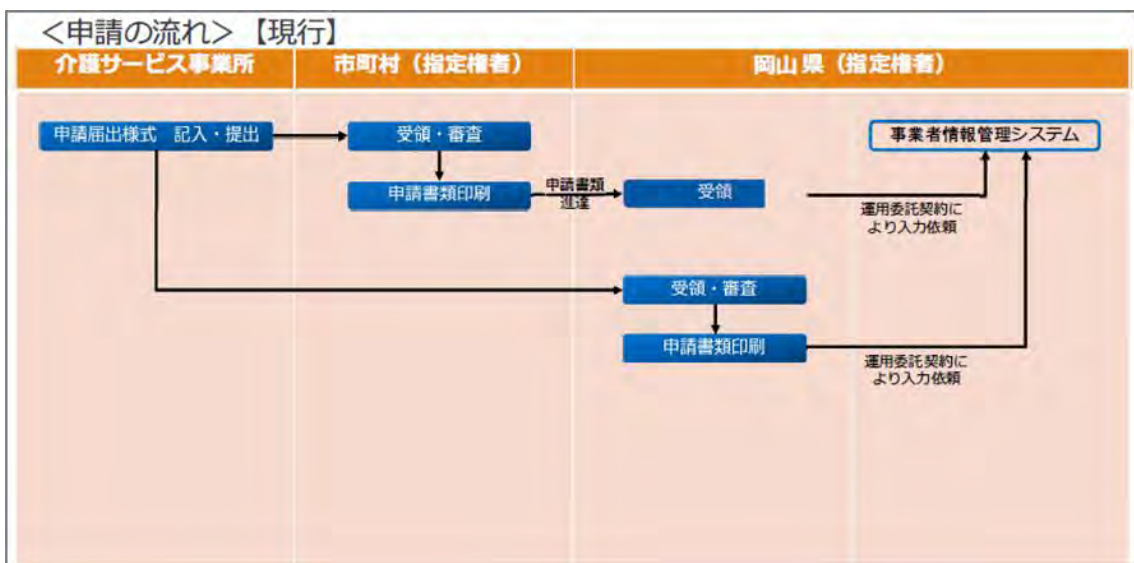 ＜申請の流れ＞【現行】
介護サービス事業所
市町村（指定権者）
岡山県（指定権者）
申請届出様式　記入・提出
受領・審査
事業者情報管理システム
申請書類印刷
申請書類
進達
受領
運用委託契約に
より入力依頼
受領・審査
申請書類印刷
運用委託契約に
より入力依頼